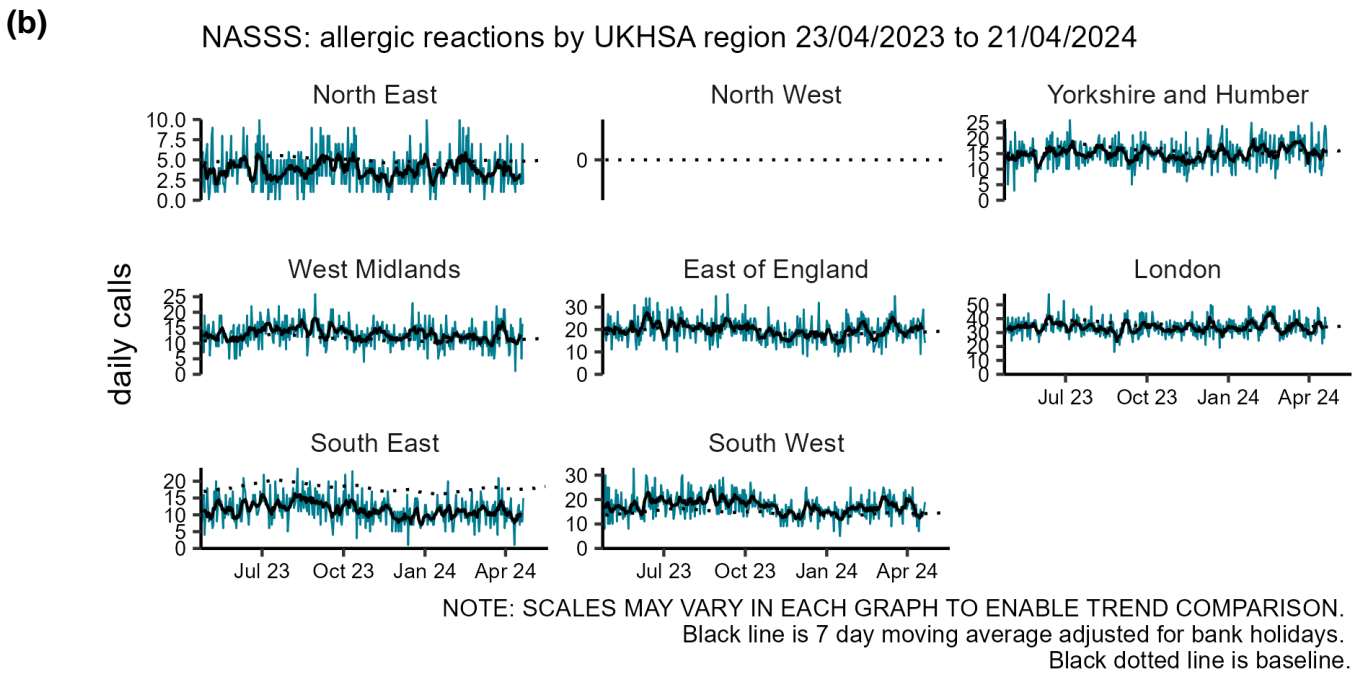 (b)
NASSS: allergic reactions by UKHSA region 23/04/2023 to 21/04/2024
daily calls
North East
10.0
7.5
5.0
2.5
0.0
North West
0
Yorkshire and Humber
25
20
15
10
5
0
West Midlands
25
20
15
10
5
0
East of England
30
20
10
0
London
50
40
30
20
10
0
Jul 23 Oct 23 Jan 24 Apr 24
South East
20
15
10
5
0
Jul 23 Oct 23 Jan 24 Apr 24
South West
30
20
10
0
Jul 23 Oct 23 Jan 24 Apr 24
NOTE: SCALES MAY VARY IN EACH GRAPH TO ENABLE TREND COMPARISON.
Black line is 7 day moving average adjusted for bank holidays.
Black dotted line is baseline.